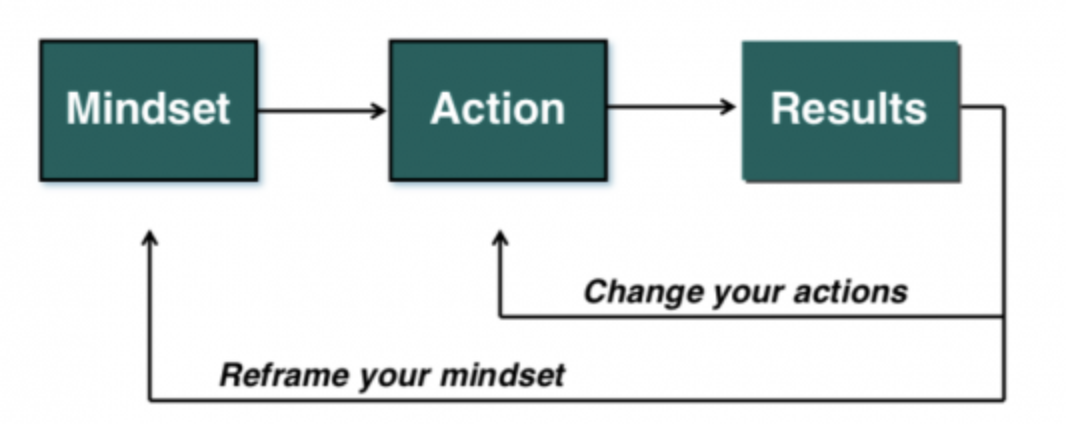 Mindset
Action
Results
Change your actions
Reframe your mindset